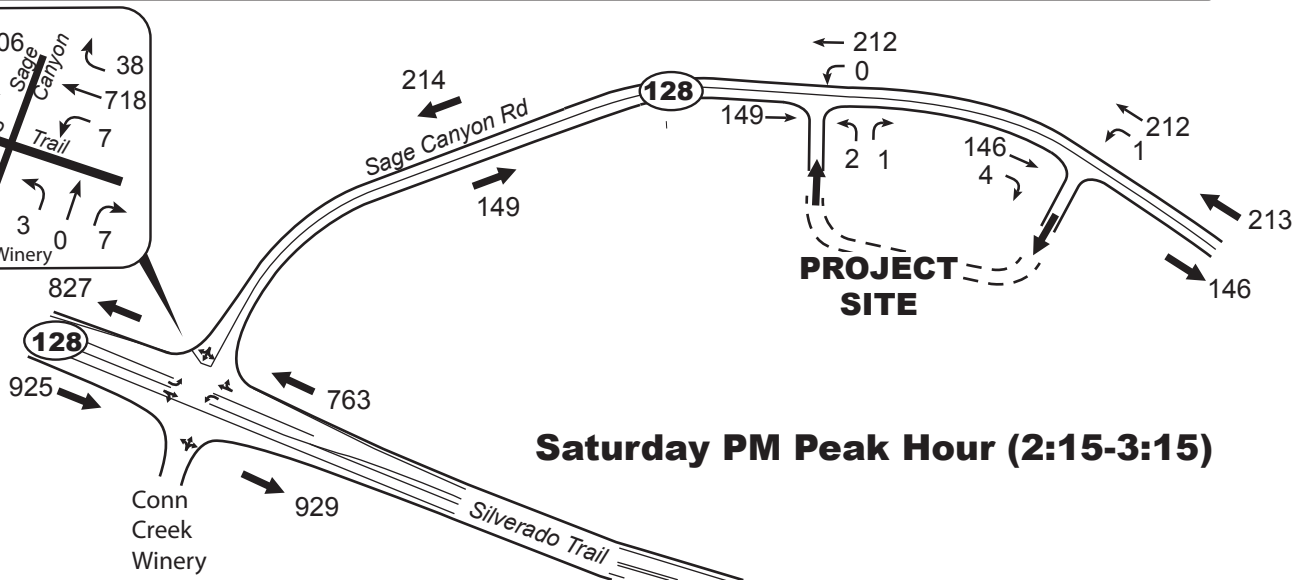 06
Sage
Canyon
38
718
7
Trail
3
0
7
Winery
827
128
925
763
929
Conn
Creek
Winery
Silverado Trail
214
Sage Canyon Rd
149
128
212
0
149
2 1
146
4
212
1
213
146
PROJECT
SITE
Saturday PM Peak Hour (2:15-3:15)